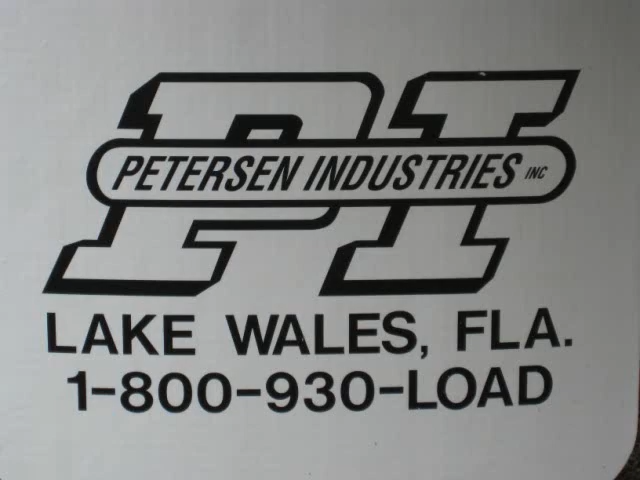 PI
PETERSEN INDUSTRIES INC
LAKE WALES, FLA.
1-800-930-LOAD